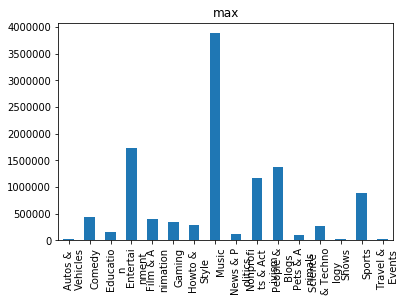 max
4000000
3500000
3000000
2500000
2000000
1500000
1000000
500000
0
Autos &
Vehicles
Comedy
Educatio
n
Entertai
nment
Film & A
nimation
Gaming
Howto &
Style
Music
News & P
olitics
Nonprofi
ts & Act
ivism
People &
Blogs
Pets & A
nimals
Science
& Techno
logy
Shows
Sports
Travel &
Events